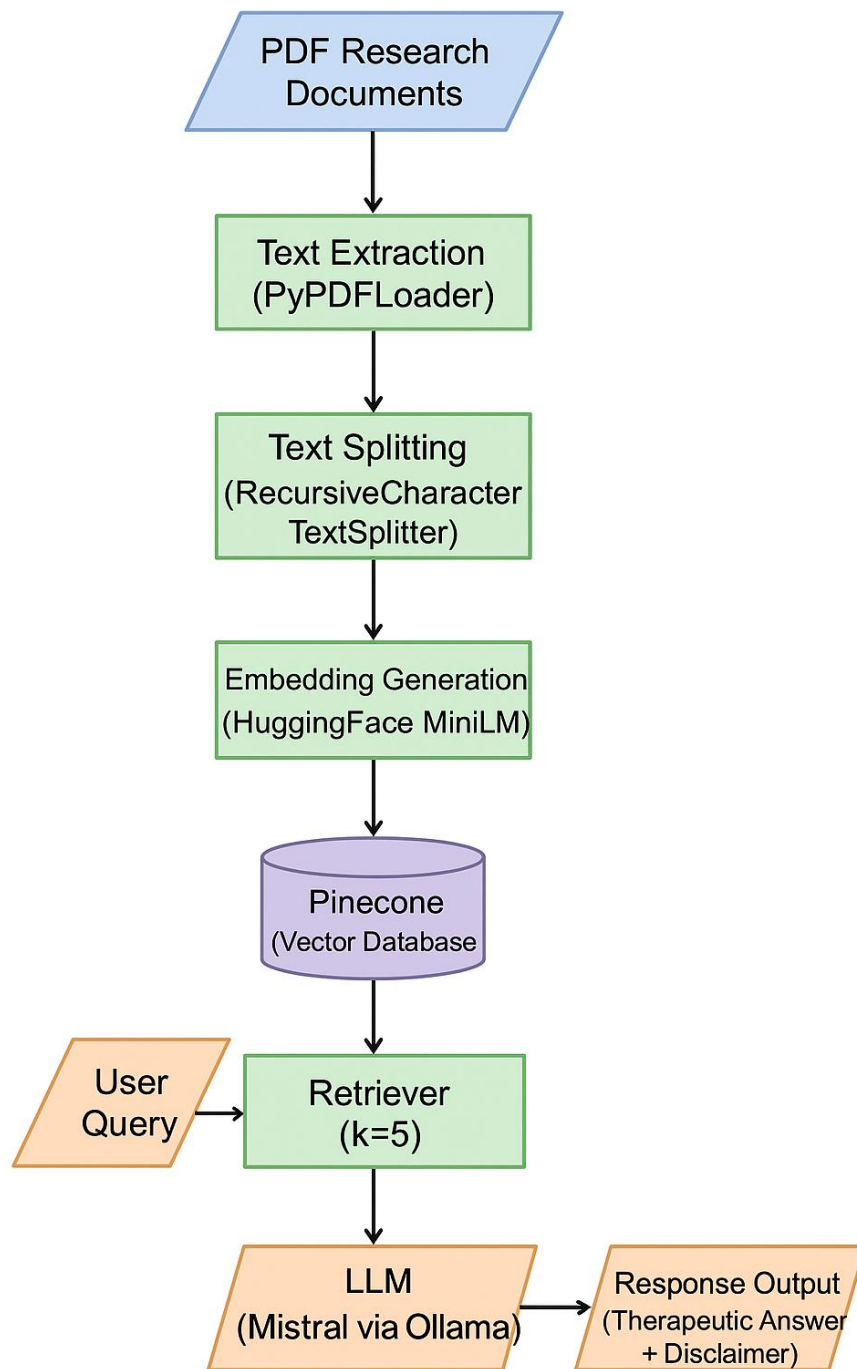 PDF Research
Documents
Text Extraction
(PyPDFLoader)
Text Splitting
(RecursiveCharacter
TextSplitter)
Embedding Generation
(HuggingFace MiniLM)
Pinecone
(Vector Database
User
Query
Retriever
(k=5)
LLM
(Mistral via Ollama)
Response Output
(Therapeutic Answer
+ Disclaimer)